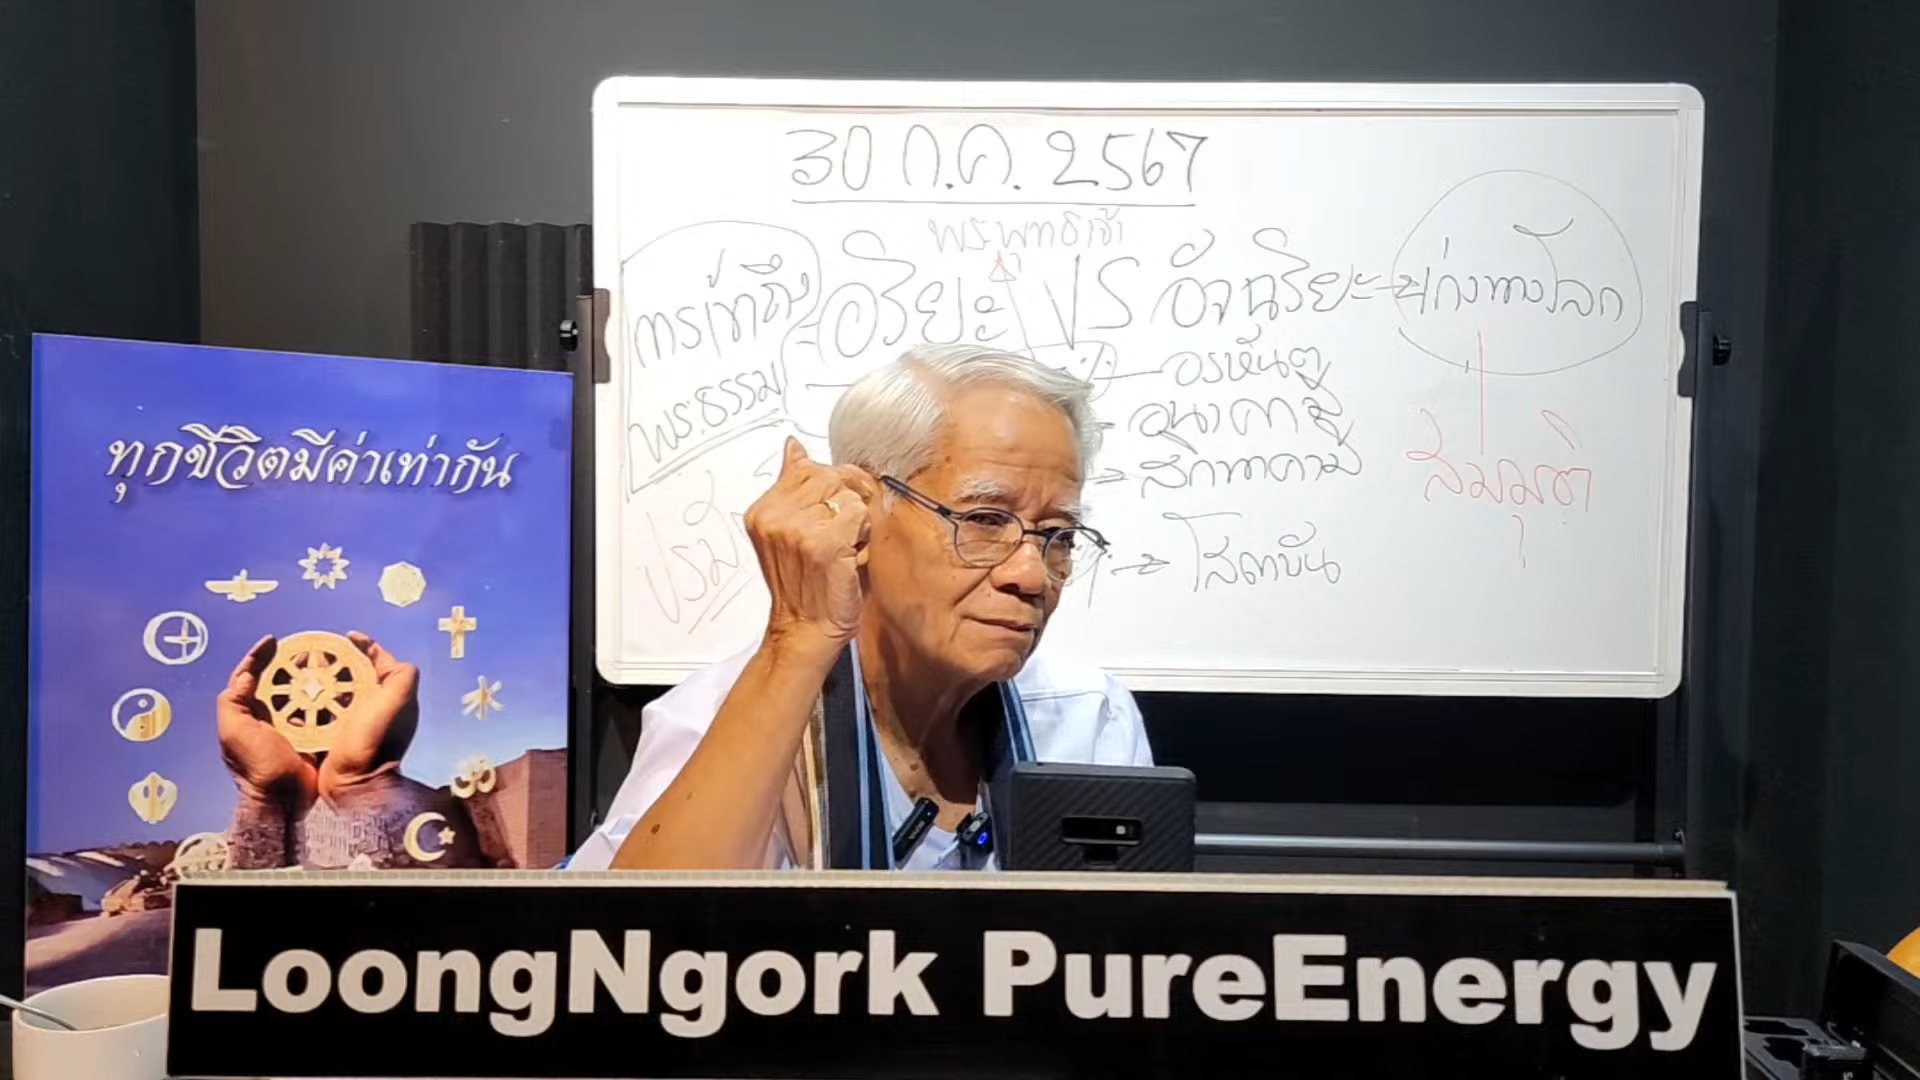 30 ก.ค. 2567
พระพุทธเจ้า
การเข้าถึง
พระธรรม
อริยะ VS อัจฉริยะ - เก่งทางโลก
อรหันต
อนาคามี
สกิทาคามี
โสดาบัน
สมมุติ
ทุกชีวิตมีค่าเท่ากัน
LoongNgork PureEnergy